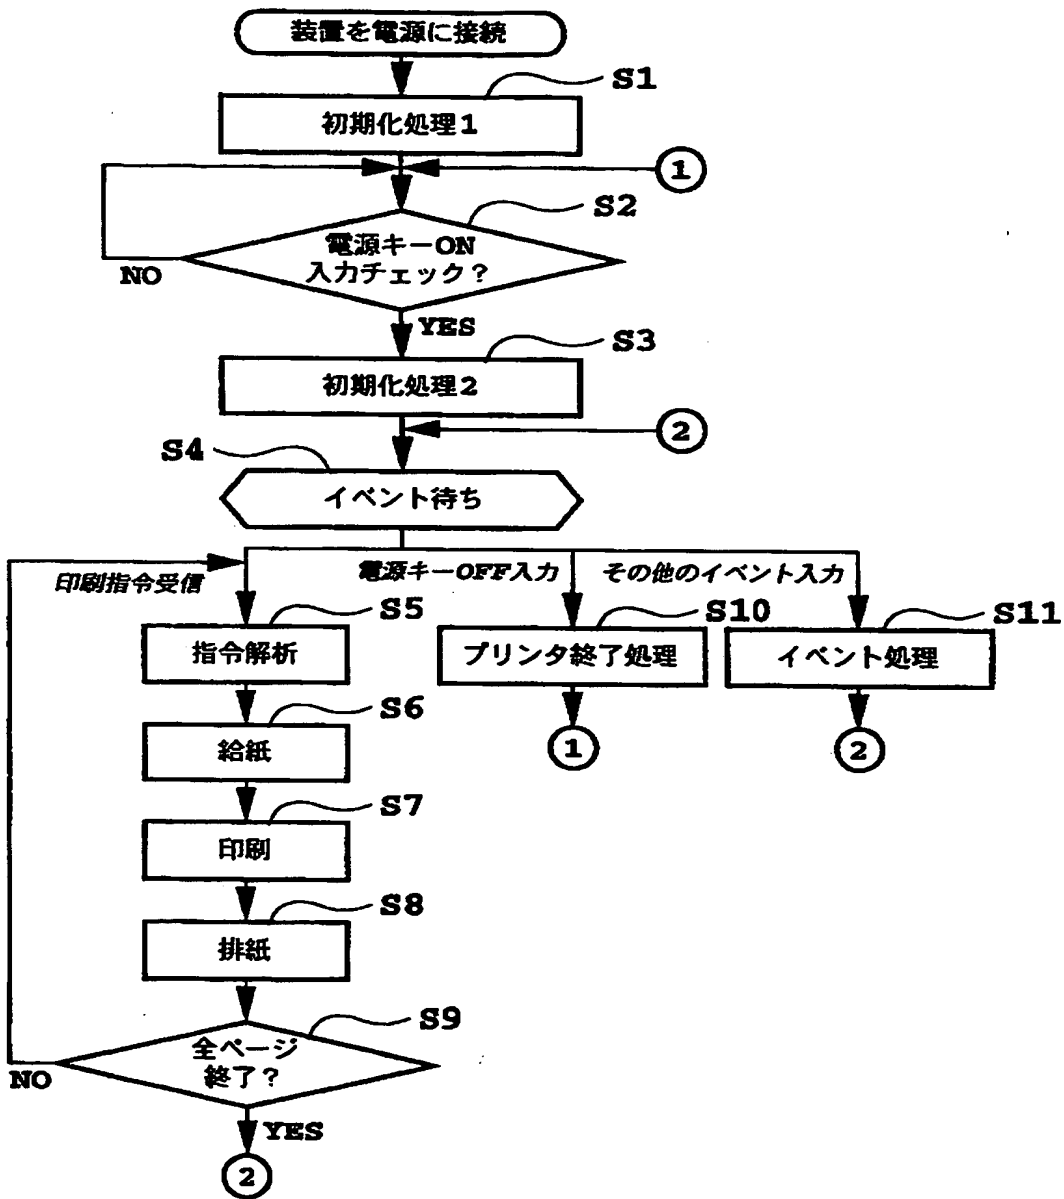 装置を電源に接続
S1
初期化処理1
1
S2
電源キーON
入力チェック？
NO
YES
S3
初期化処理2
2
S4
イベント待ち
印刷指令受信
電源キーOFF入力
その他のイベント入力
S5
指令解析
S10
プリンタ終了処理
S11
イベント処理
S6
給紙
1
2
S7
印刷
S8
排紙
S9
全ページ
終了？
NO
YES
2